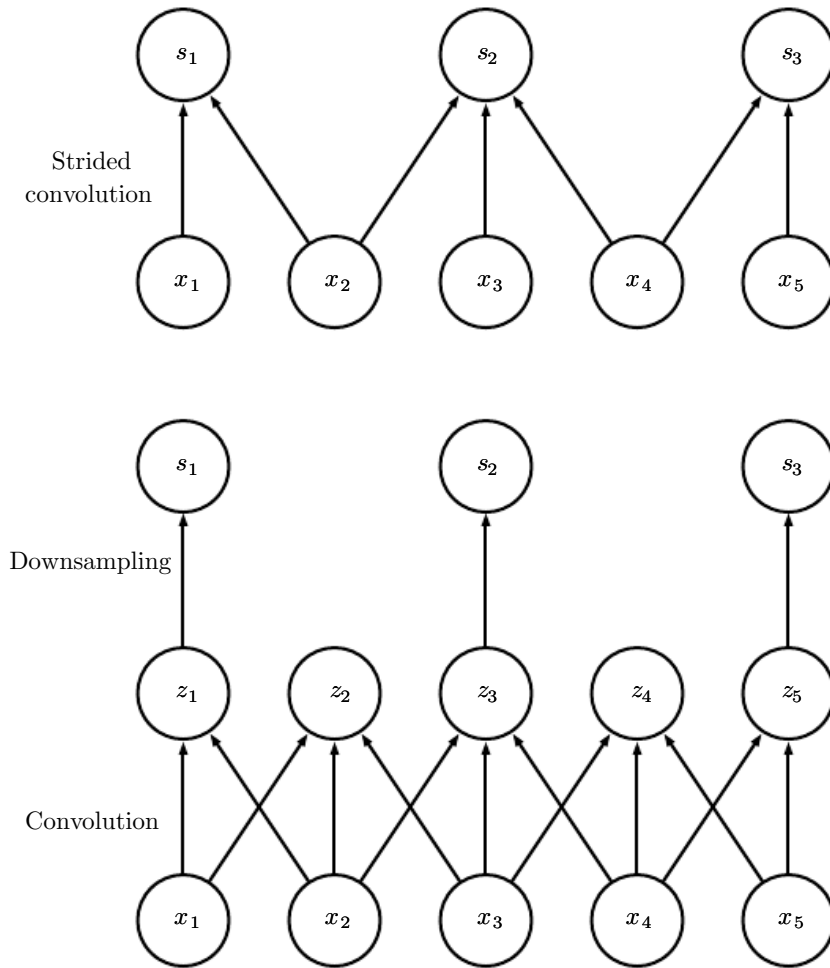 s₁ s₂ s₃
Strided
convolution
x₁ x₂ x₃ x₄ x₅
s₁ s₂ s₃
Downsampling
z₁ z₂ z₃ z₄ z₅
Convolution
x₁ x₂ x₃ x₄ x₅